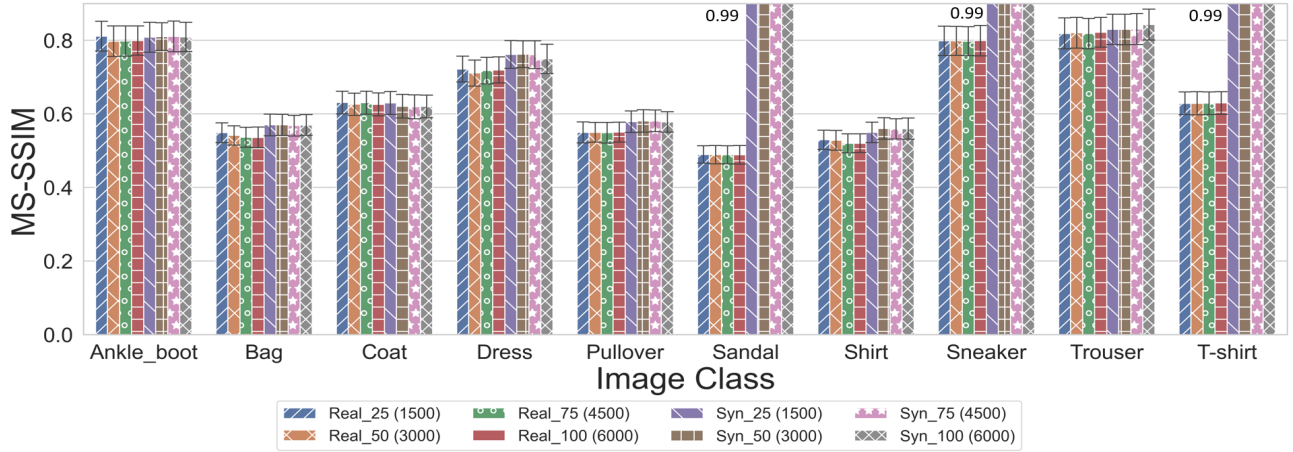 0.99 0.99 0.99
0.8
0.6
0.4
0.2
0.0
MS-SSIM
Ankle_boot Bag Coat Dress Pullover Sandal Shirt Sneaker Trouser T-shirt
Image Class
Real_25 (1500) Real_75 (4500) Syn_25 (1500) Syn_75 (4500)
Real_50 (3000) Real_100 (6000) Syn_50 (3000) Syn_100 (6000)